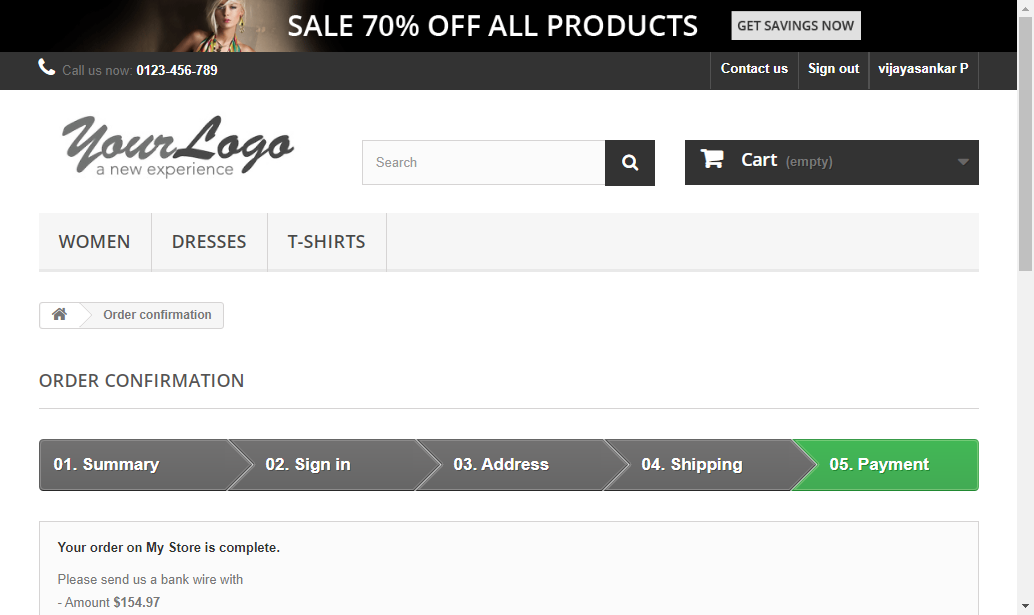 SALE 70% OFF ALL PRODUCTS GET SAVINGS NOW
Call us now: 0123-456-789 Contact us Sign out vijayasankar P
YourLogo
a new experience
Search
Cart (empty)
WOMEN DRESSES T-SHIRTS
Order confirmation
ORDER CONFIRMATION
01. Summary 02. Sign in 03. Address 04. Shipping 05. Payment
Your order on My Store is complete.
Please send us a bank wire with
- Amount $154.97